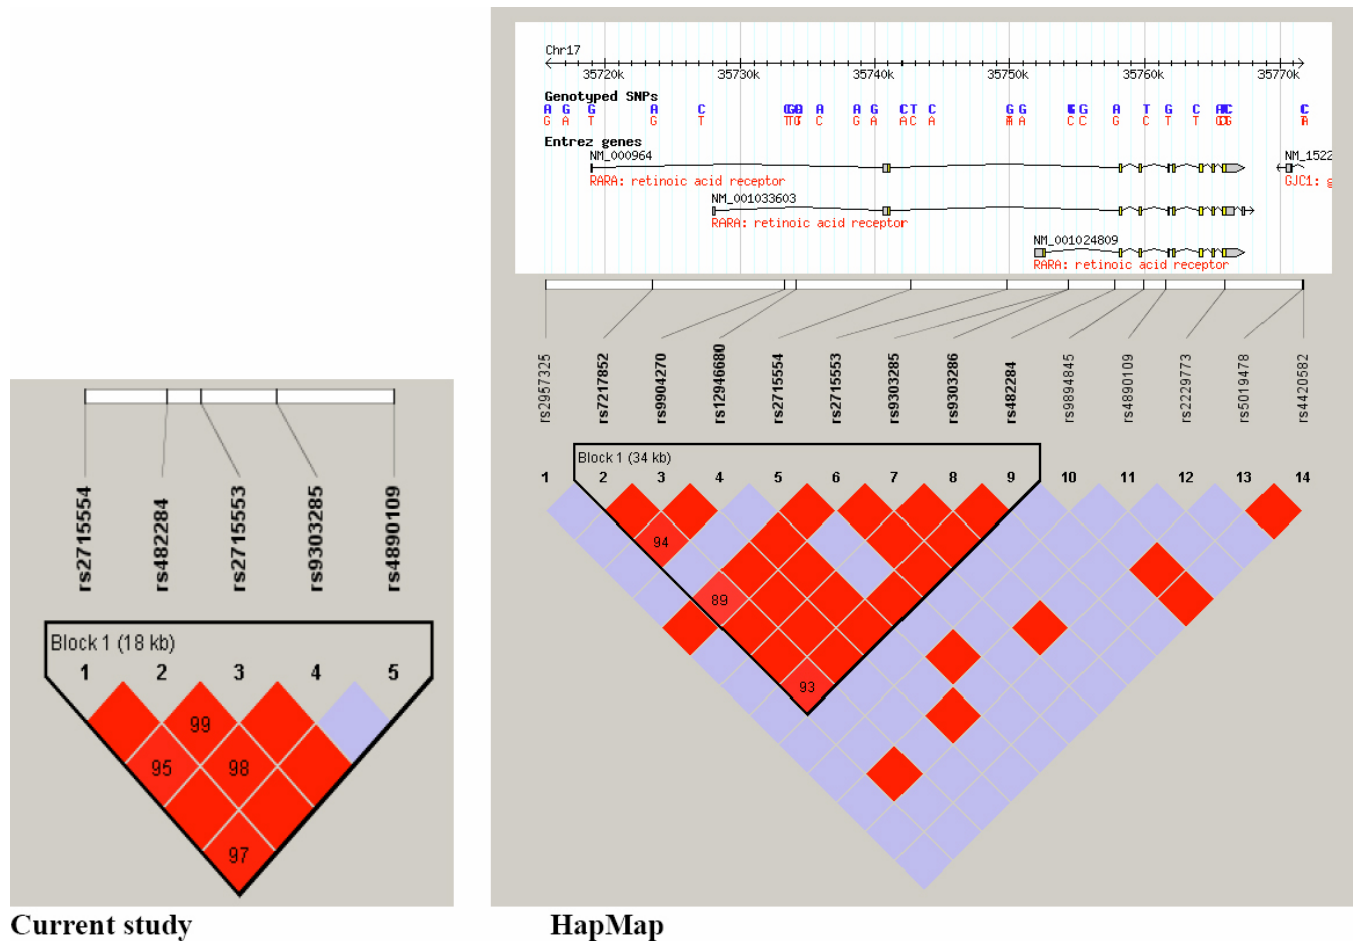 Chr17
35720k 35730k 35740k 35750k 35760k 35770k
Genotyped SNPs
Entrez genes
NM_000964
NM_1522
RARA: retinoic acid receptor
GJC1: g
NM_001033603
RARA: retinoic acid receptor
NM_001024809
RARA: retinoic acid receptor
rs2957325
rs7217852
rs9904270
rs12946680
rs2715554
rs2715553
rs9303285
rs9303286
rs482284
rs9894845
rs4890109
rs2229773
rs5019478
rs4420582
Block 1 (34 kb)
1 2 3 4 5 6 7 8 9 10 11 12 13 14
94
89
93
rs2715554
rs482284
rs2715553
rs9303285
rs4890109
Block 1 (18 kb)
1 2 3 4 5
99
95 98
97
Current study
HapMap